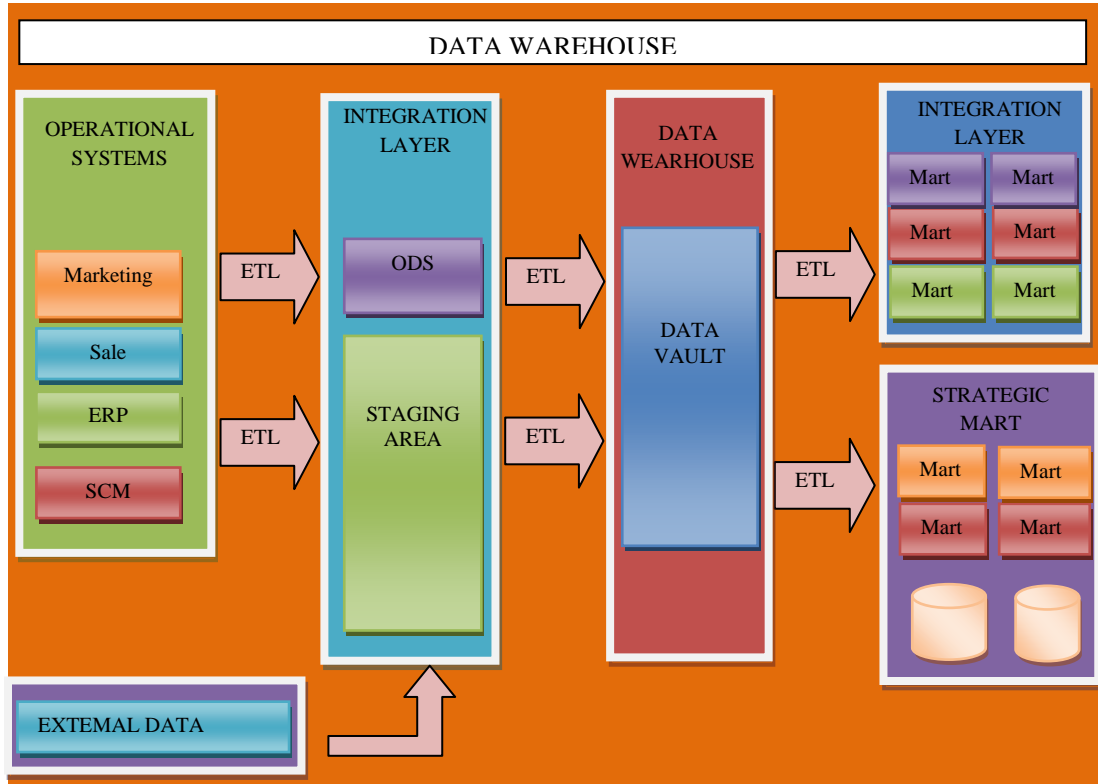 DATA WAREHOUSE
OPERATIONAL
SYSTEMS
Marketing
Sale
ERP
SCM
ETL
ETL
INTEGRATION
LAYER
ODS
STAGING
AREA
ETL
ETL
DATA
WEARHOUSE
DATA
VAULT
ETL
ETL
INTEGRATION
LAYER
Mart Mart
Mart Mart
Mart Mart
STRATEGIC
MART
Mart Mart
Mart Mart
EXTEMAL DATA